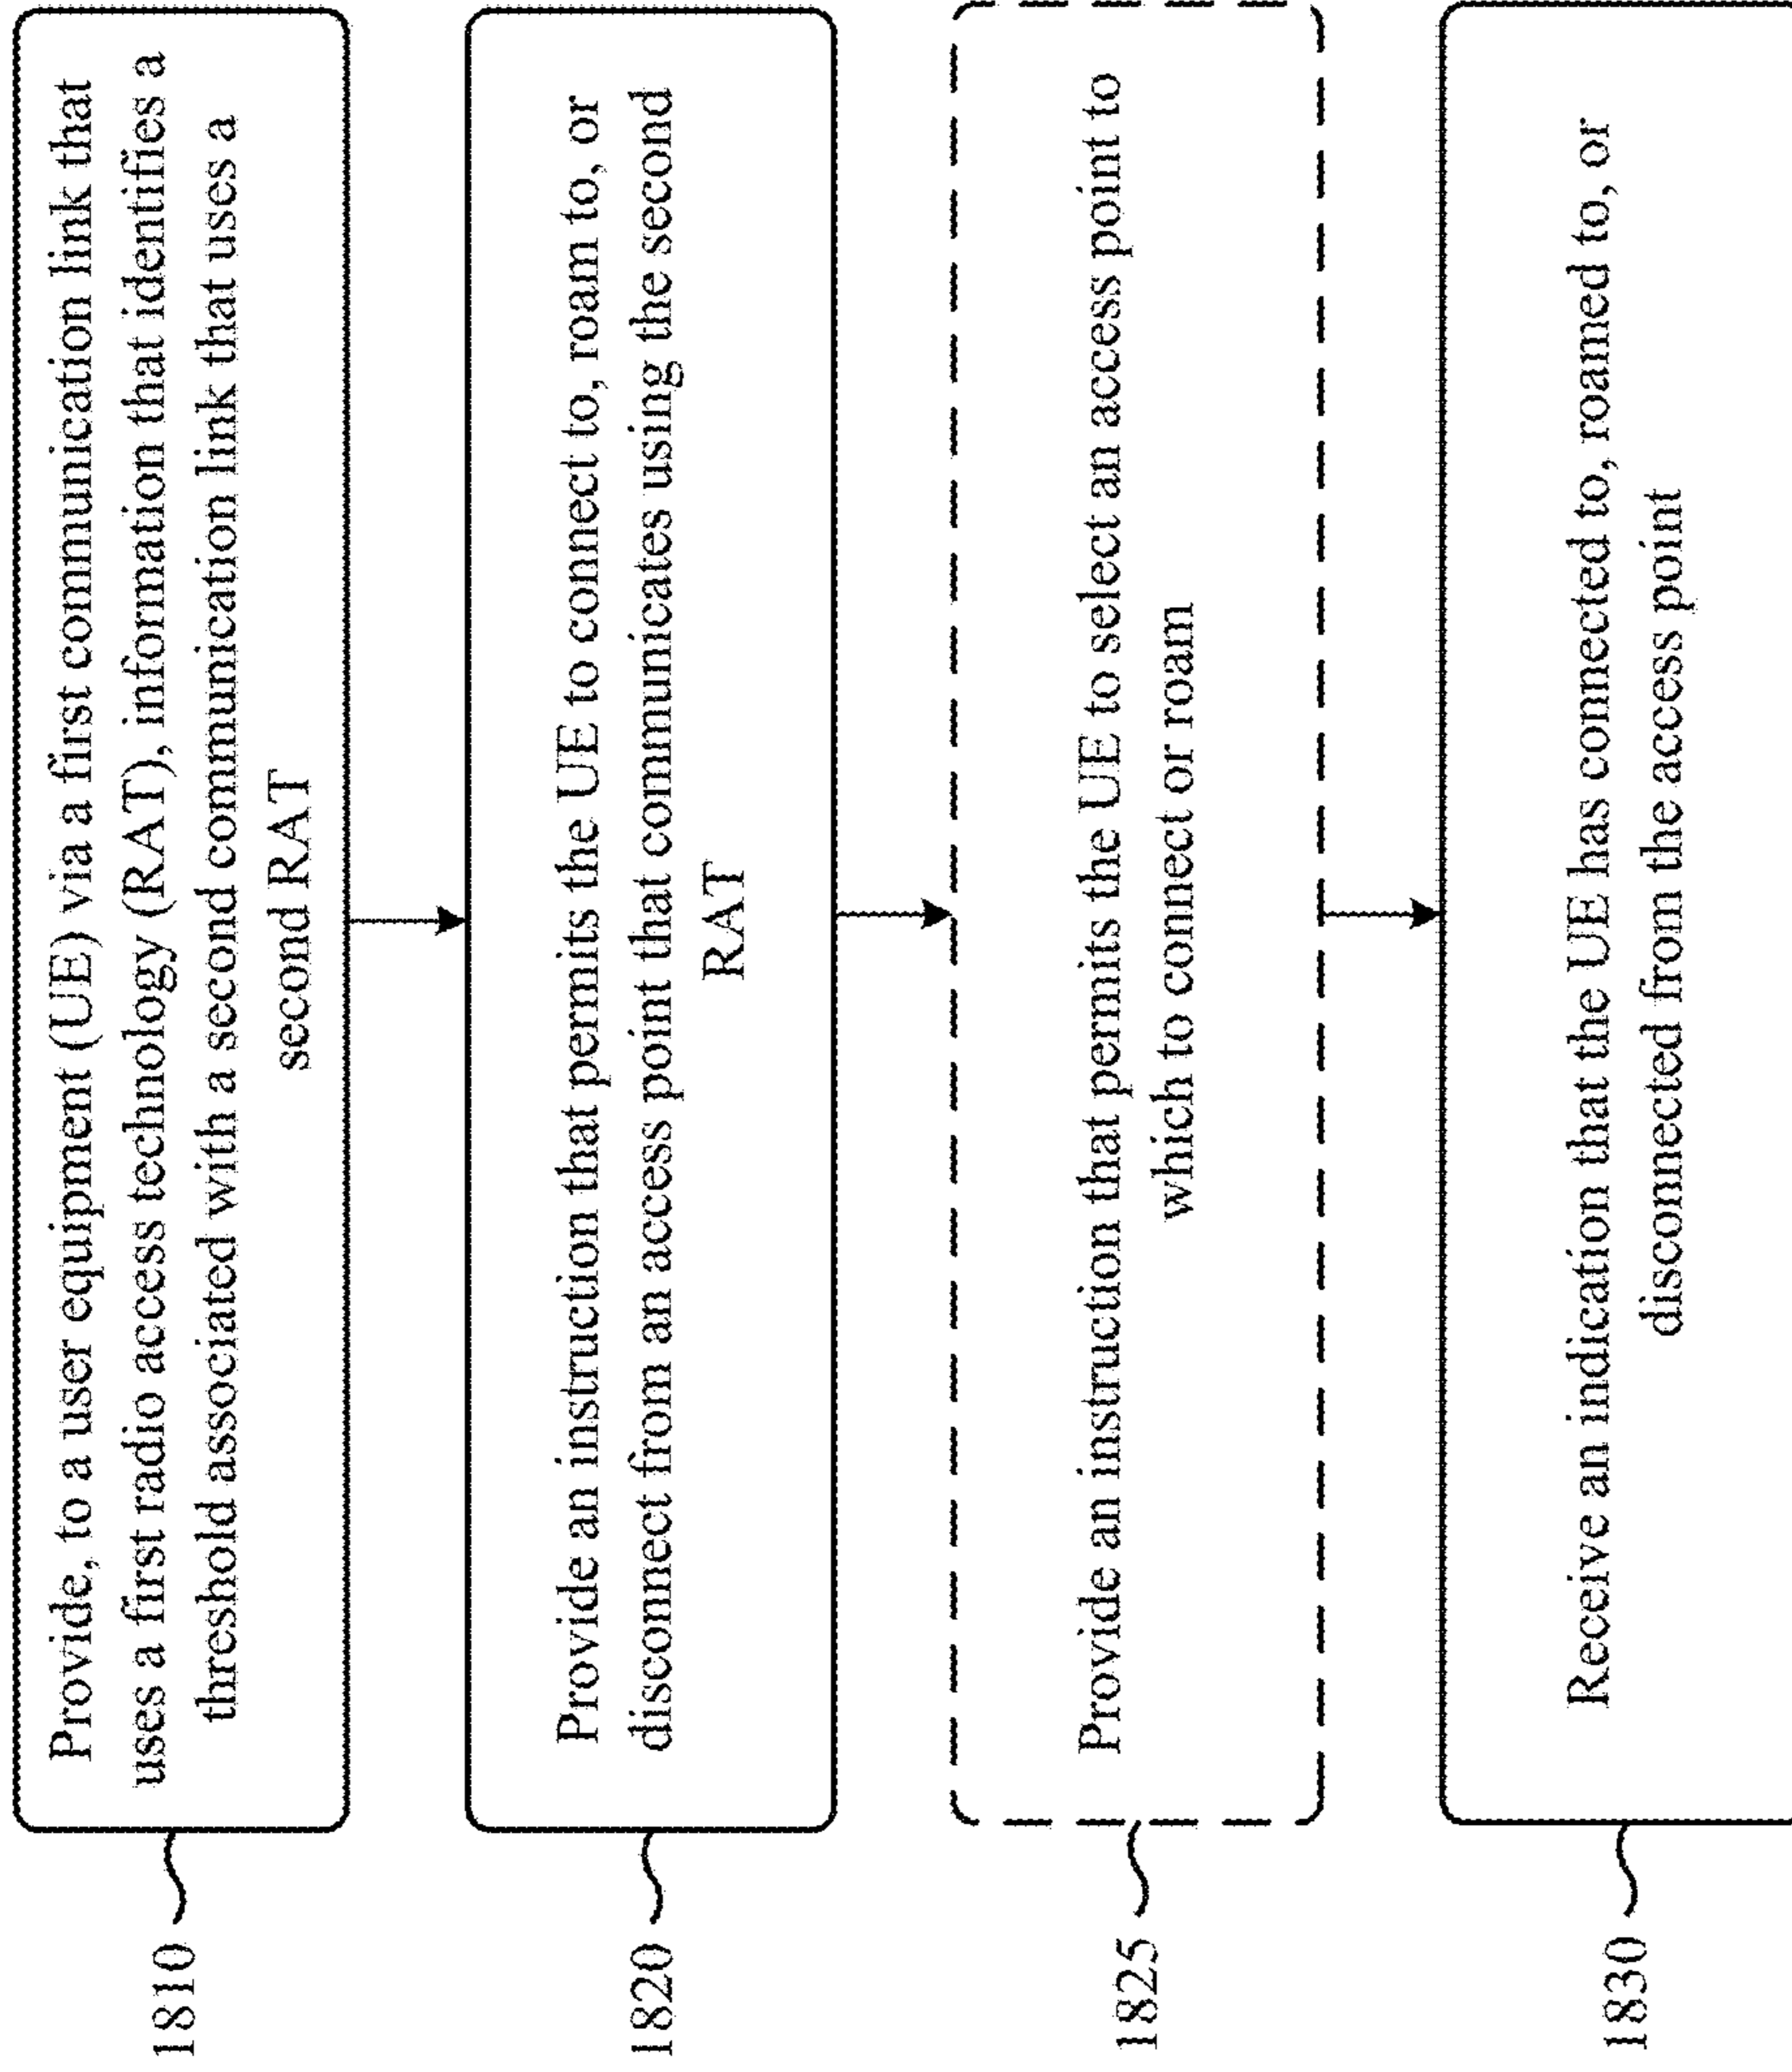 1810
Provide, to a user equipment (UE) via a first communication link that
uses a first radio access technology (RAT), information that identifies a
threshold associated with a second communication link that uses a
second RAT
1820
Provide an instruction that permits the UE to connect to, roam to, or
disconnect from an access point that communicates using the second
RAT
1825
Provide an instruction that permits the UE to select an access point to
which to connect or roam
1830
Receive an indication that the UE has connected to, roamed to, or
disconnected from the access point